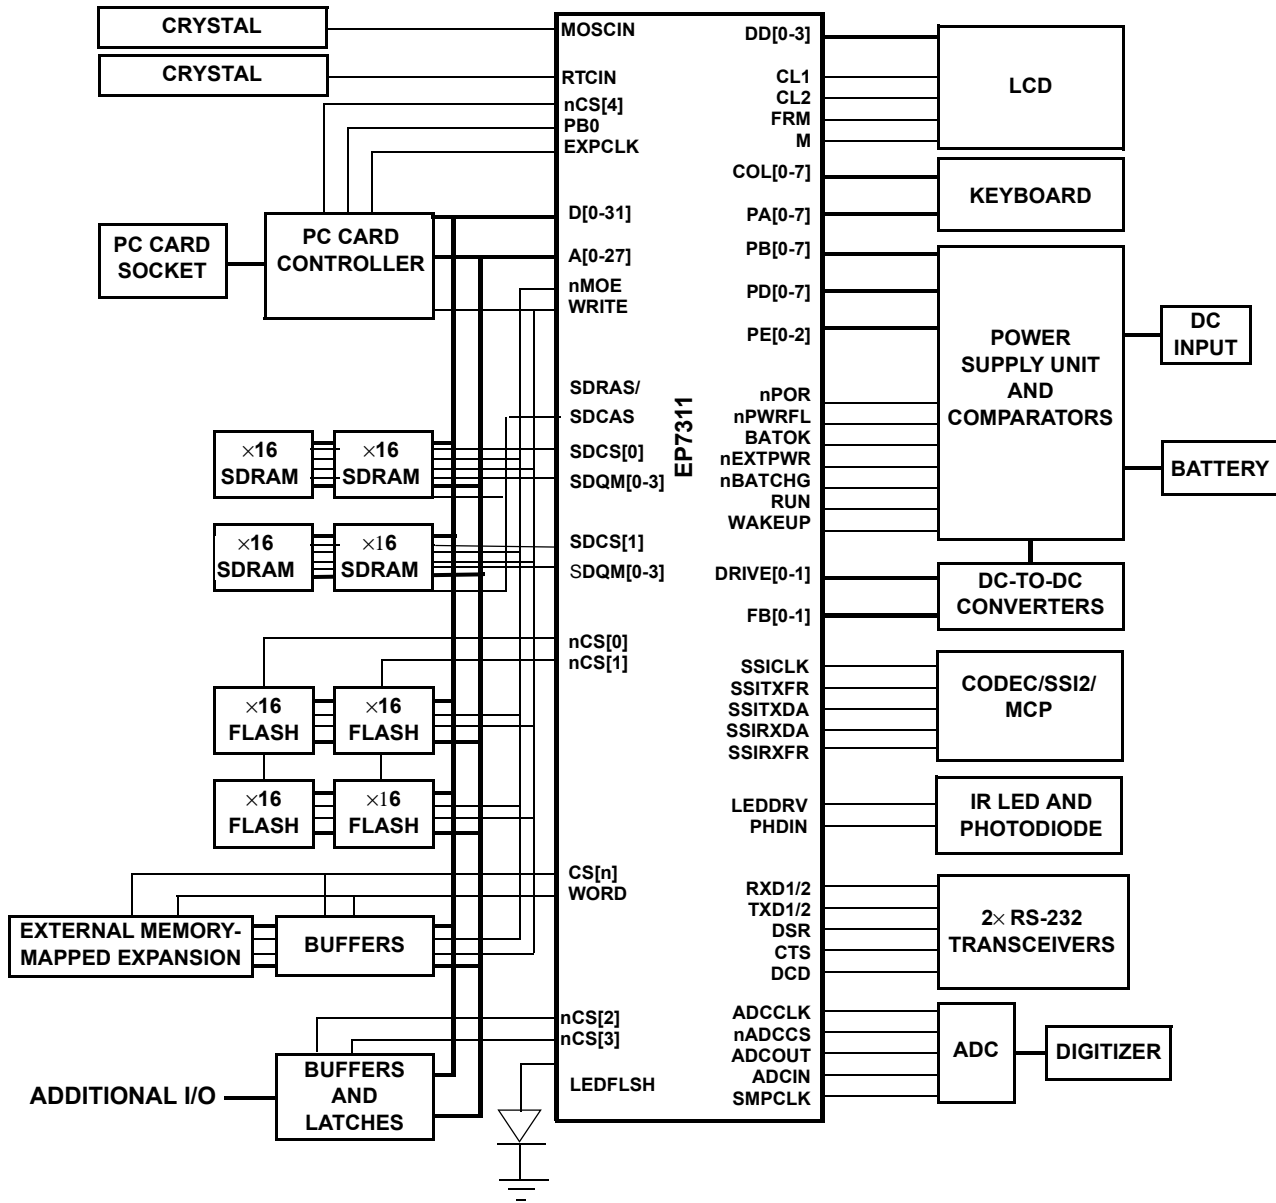 CRYSTAL
CRYSTAL
PC CARD
SOCKET
PC CARD
CONTROLLER
×16
SDRAM
×16
SDRAM
×16
SDRAM
×16
SDRAM
×16
FLASH
×16
FLASH
×16
FLASH
×16
FLASH
EXTERNAL MEMORY-
MAPPED EXPANSION
BUFFERS
ADDITIONAL I/O
BUFFERS
AND
LATCHES
MOSCIN
RTCIN
nCS[4]
PB0
EXPCLK
D[0-31]
A[0-27]
nMOE
WRITE
SDRAS/
SDCAS
SDCS[0]
SDQM[0-3]
SDCS[1]
SDQM[0-3]
nCS[0]
nCS[1]
CS[n]
WORD
nCS[2]
nCS[3]
LEDFLSH
EP7311
DD[0-3]
CL1
CL2
FRM
M
COL[0-7]
PA[0-7]
PB[0-7]
PD[0-7]
PE[0-2]
nPOR
nPWRFL
BATOK
nEXTPWR
nBATCHG
RUN
WAKEUP
DRIVE[0-1]
FB[0-1]
SSICLK
SSITXFR
SSITXDA
SSIRXDA
SSIRXFR
LEDDRV
PHDIN
RXD1/2
TXD1/2
DSR
CTS
DCD
ADCCLK
nADCCS
ADCOUT
ADCIN
SMPCLK
LCD
KEYBOARD
POWER
SUPPLY UNIT
AND
COMPARATORS
DC
INPUT
BATTERY
DC-TO-DC
CONVERTERS
CODEC/SSI2/
MCP
IR LED AND
PHOTODIODE
2× RS-232
TRANSCEIVERS
ADC
DIGITIZER